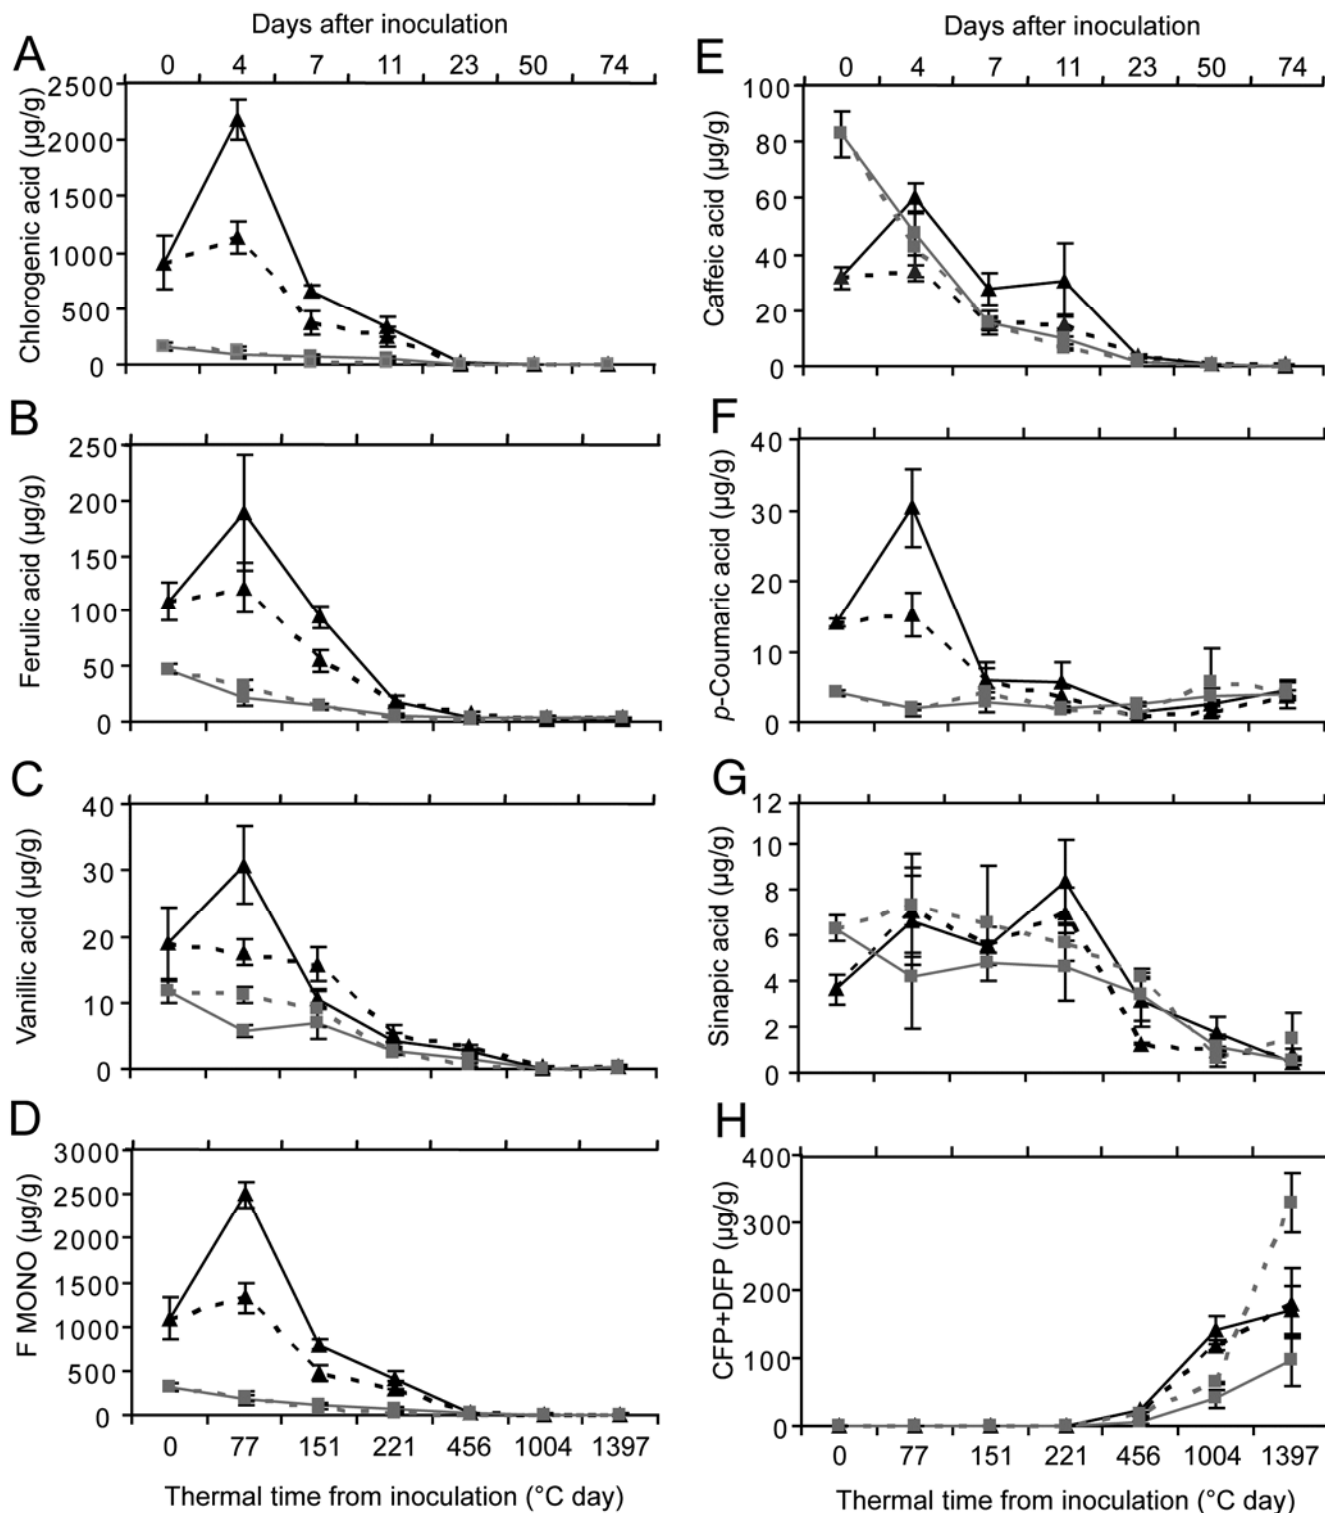 Days after inoculation
A
0 4 7 11 23 50 74
Chlorogenic acid (µg/g)
2500
2000
1500
1000
500
0
B
Ferulic acid (µg/g)
250
200
150
100
50
0
C
Vanillic acid (µg/g)
40
30
20
10
0
D
F MONO (µg/g)
3000
2500
2000
1500
1000
500
0
0 77 151 221 456 1004 1397
Thermal time from inoculation (°C day)
Days after inoculation
E
0 4 7 11 23 50 74
Caffeic acid (µg/g)
100
80
60
40
20
0
F
p-Coumaric acid (µg/g)
40
30
20
10
0
G
Sinapic acid (µg/g)
12
10
8
6
4
2
0
H
CFP+DFP (µg/g)
400
300
200
100
0
0 77 151 221 456 1004 1397
Thermal time from inoculation (°C day)